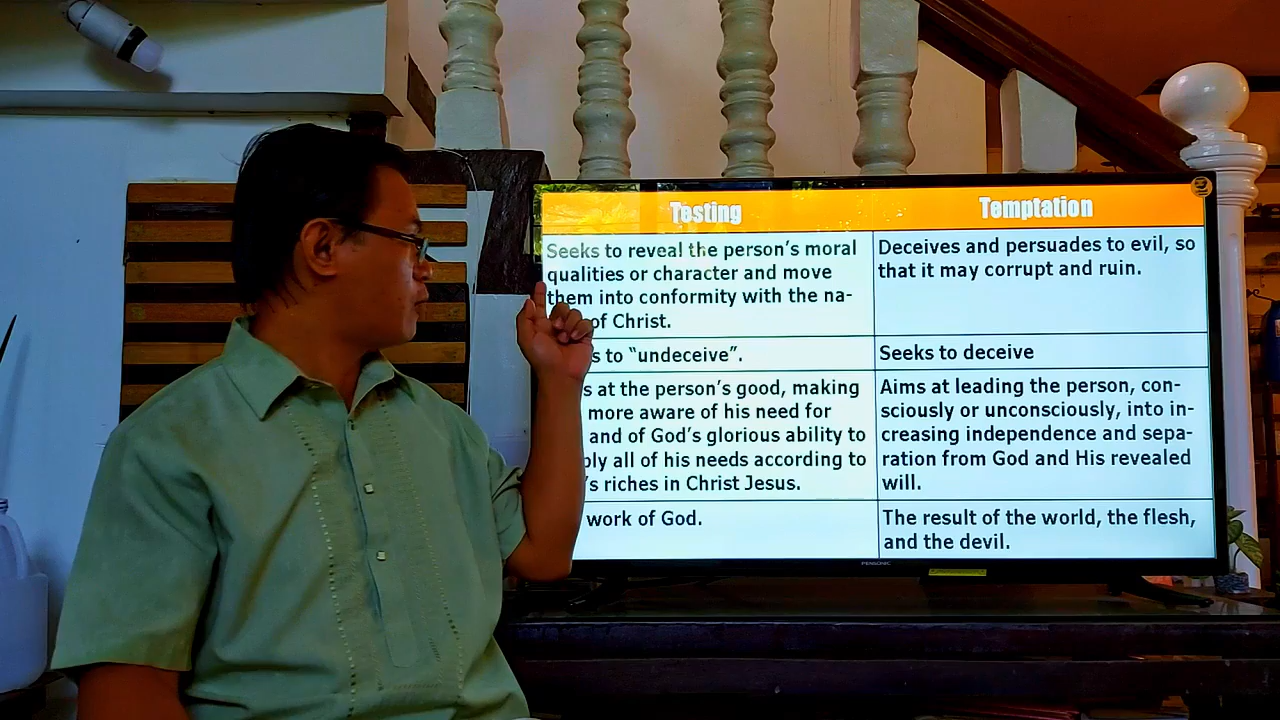 Testing
Seeks to reveal the person's moral
qualities or character and move
them into conformity with the na-
of Christ.
to "undeceive".
at the person's good, making
more aware of his need for
and of God's glorious ability to
all of his needs according to
riches in Christ Jesus.
work of God.
Temptation
Deceives and persuades to evil, so
that it may corrupt and ruin.
Seeks to deceive
Aims at leading the person, con-
sciously or unconsciously, into in-
creasing independence and sepa-
ration from God and His revealed
will.
The result of the world, the flesh,
and the devil.
PENSONIC